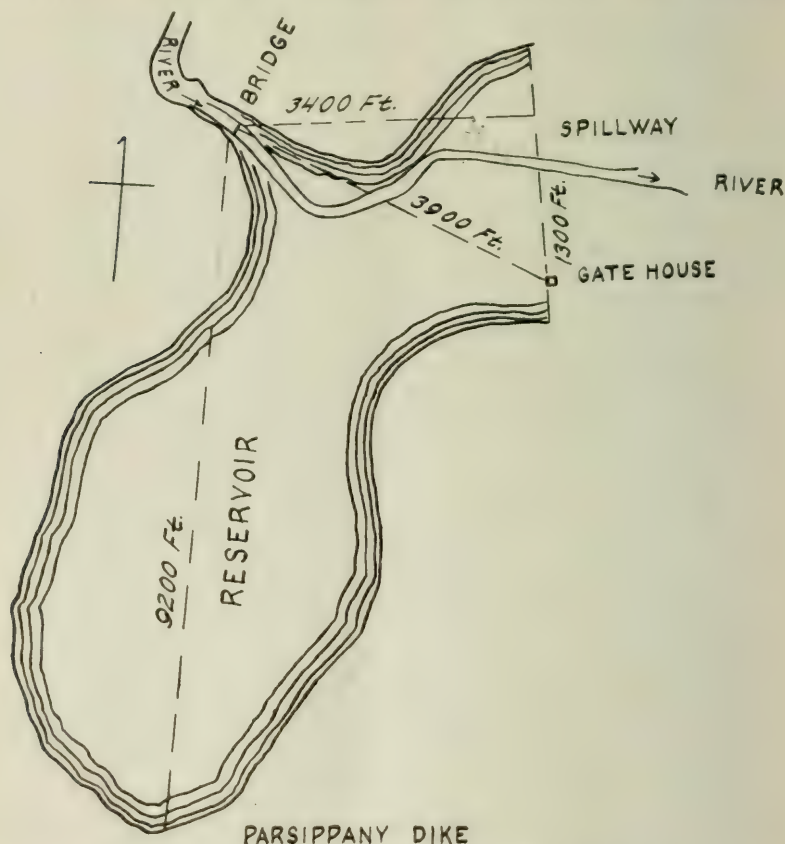 RIVER
BRIDGE
3400 Ft.
SPILLWAY
RIVER
3900 Ft.
1300 Ft.
GATE HOUSE
RESERVOIR
9200 Ft.
PARSIPPANY DIKE